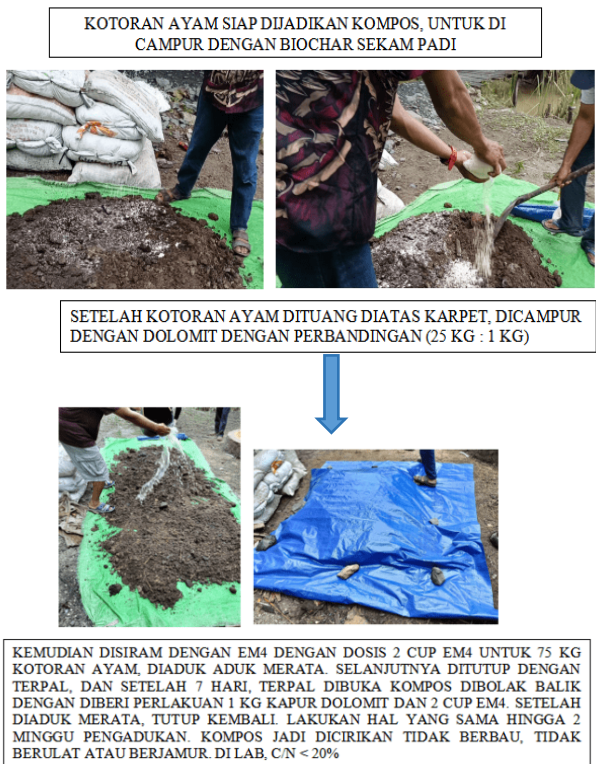 KOTORAN AYAM SIAP DIJADIKAN KOMPOS, UNTUK DI
CAMPUR DENGAN BIOCHAR SEKAM PADI
SETELAH KOTORAN AYAM DITUANG DIATAS KARPET, DICAMPUR
DENGAN DOLOMIT DENGAN PERBANDINGAN (25 KG : 1 KG)
KEMUDIAN DISIRAM DENGAN EM4 DENGAN DOSIS 2 CUP EM4 UNTUK 75 KG
KOTORAN AYAM, DIADUK ADUK MERATA. SELANJUTNYA DITUTUP DENGAN
TERPAL, DAN SETELAH 7 HARI, TERPAL DIBUKA KOMPOS DIBOLAK BALIK
DENGAN DIBERI PERLAKUAN 1 KG KAPUR DOLOMIT DAN 2 CUP EM4. SETELAH
DIADUK MERATA, TUTUP KEMBALI. LAKUKAN HAL YANG SAMA HINGGA 2
MINGGU PENGADUKAN. KOMPOS JADI DICIRIKAN TIDAK BERBAU, TIDAK
BERULAT ATAU BERJAMUR. DI LAB, C/N < 20%